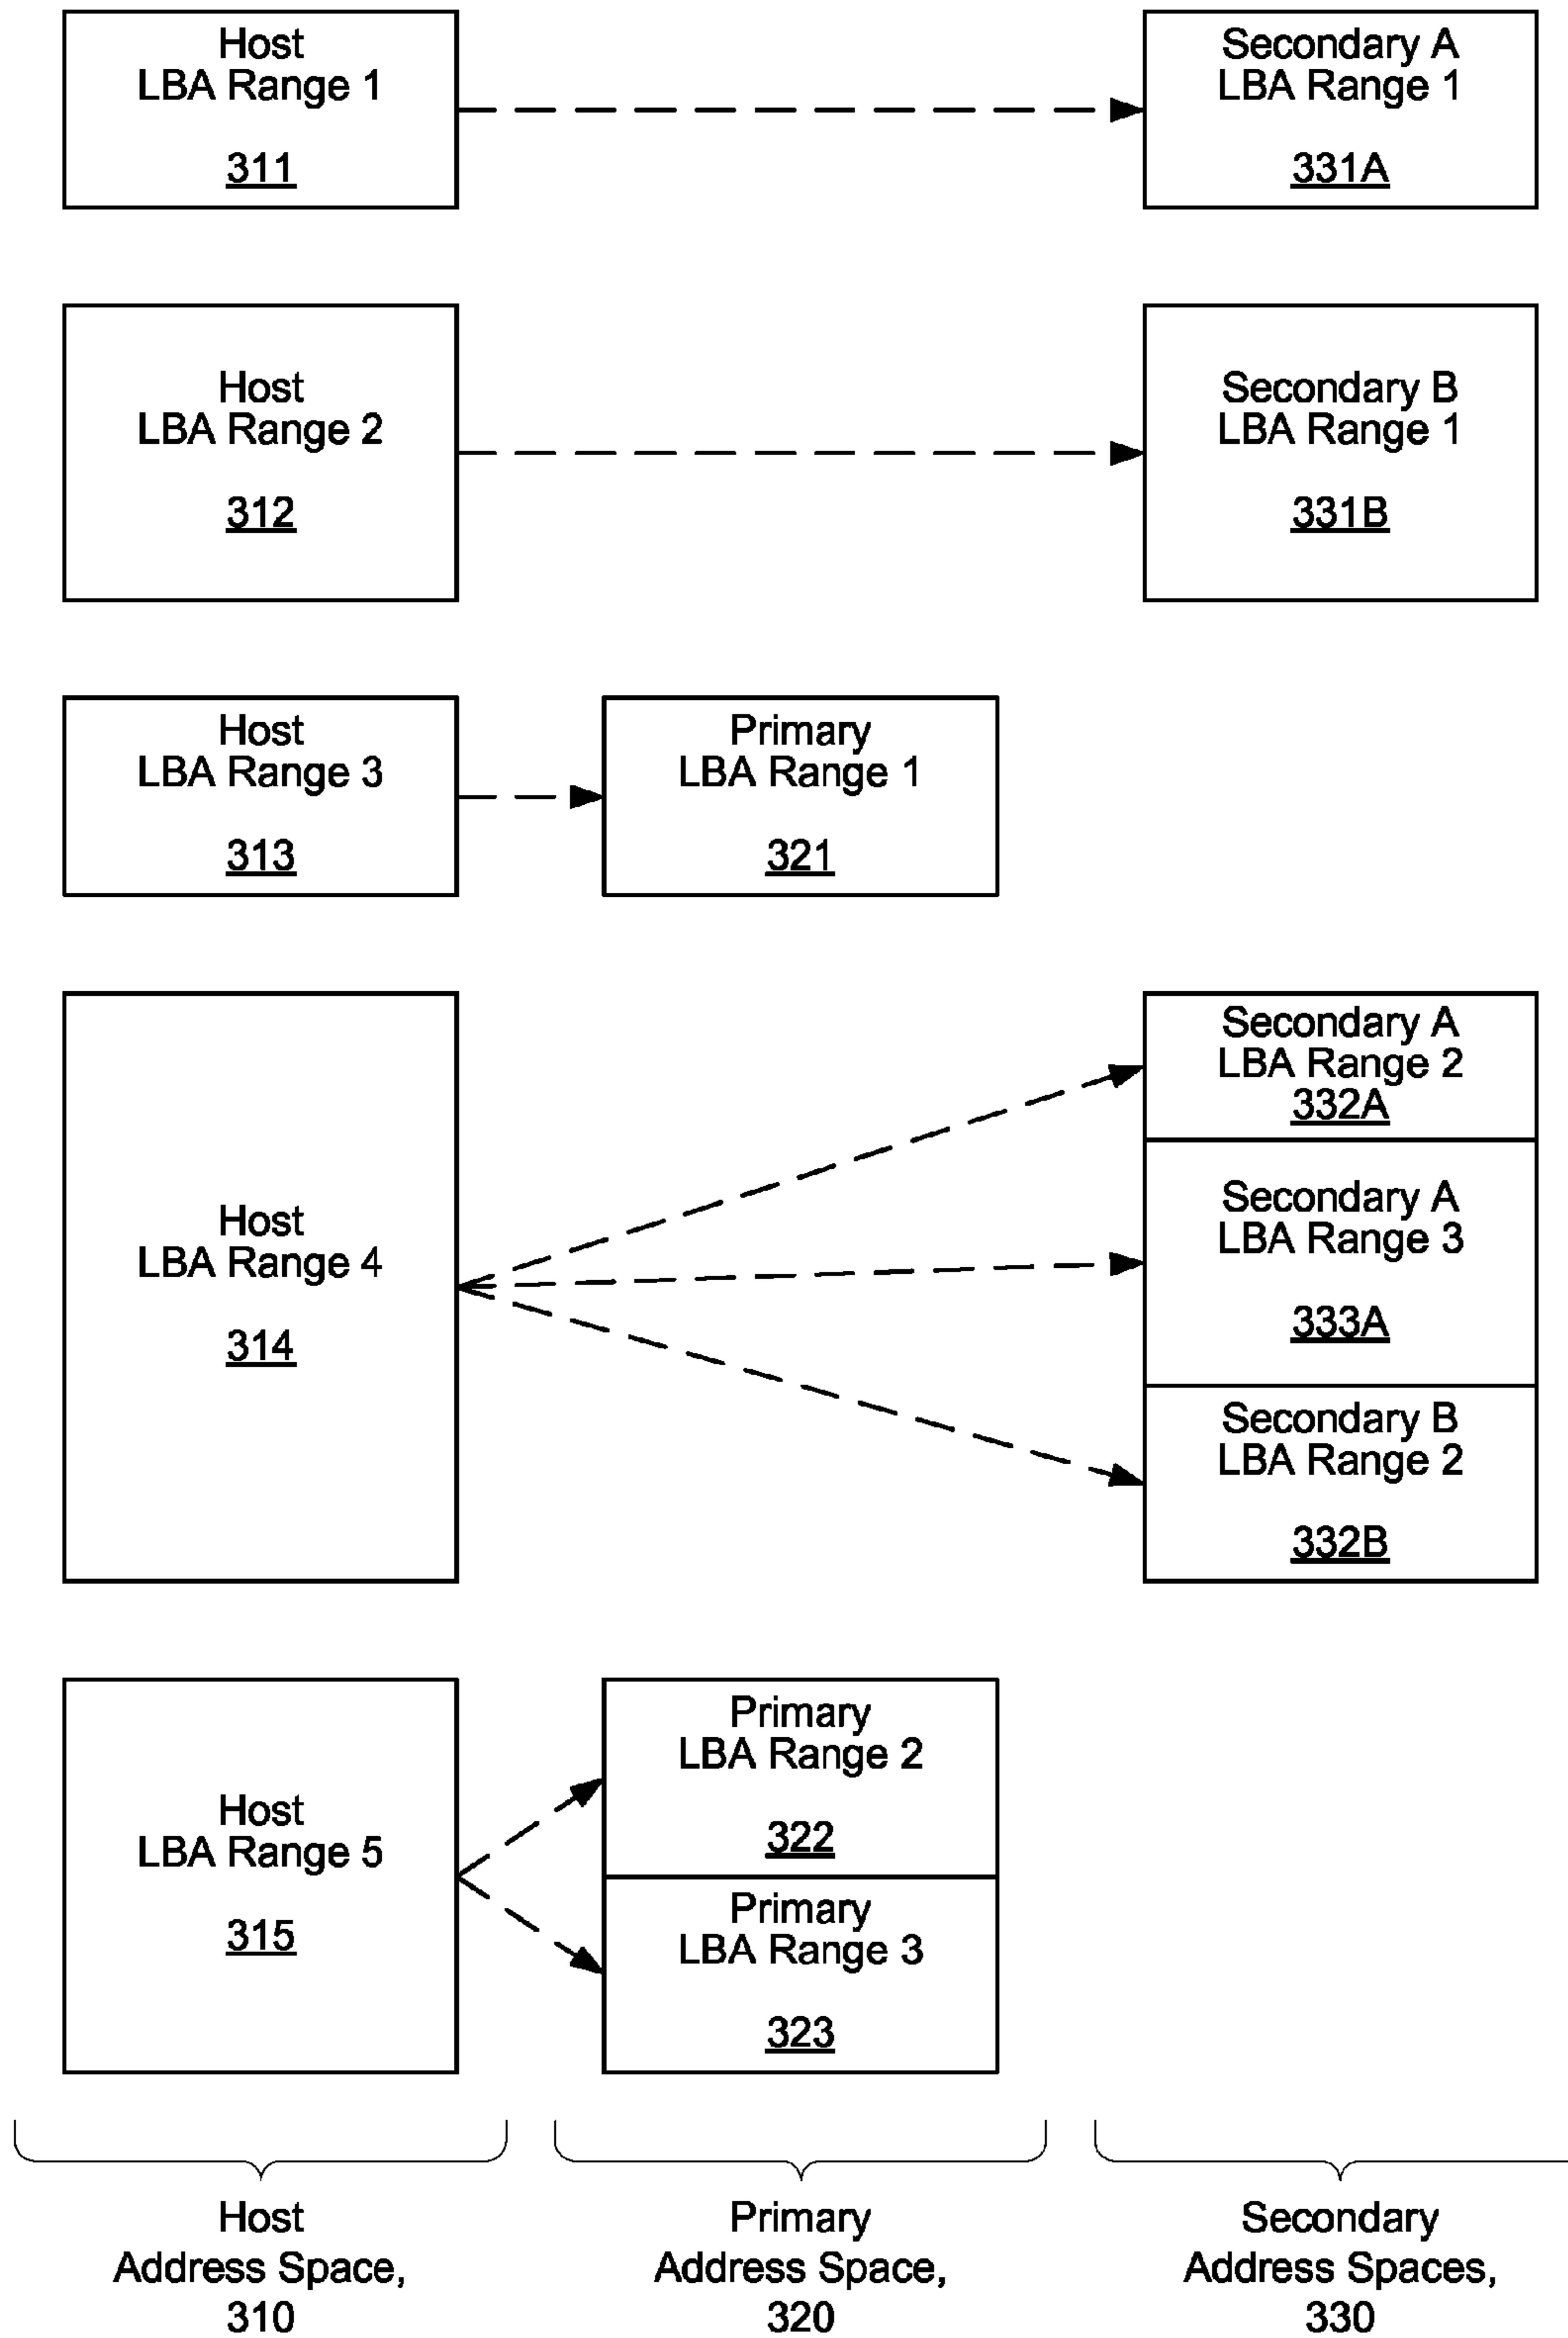 Host
LBA Range 1
311
Secondary A
LBA Range 1
331A
Host
LBA Range 2
312
Secondary B
LBA Range 1
331B
Host
LBA Range 3
313
Primary
LBA Range 1
321
Host
LBA Range 4
314
Secondary A
LBA Range 2
332A
Secondary A
LBA Range 3
333A
Secondary B
LBA Range 2
332B
Host
LBA Range 5
315
Primary
LBA Range 2
322
Primary
LBA Range 3
323
Host
Address Space,
310
Primary
Address Space,
320
Secondary
Address Spaces,
330